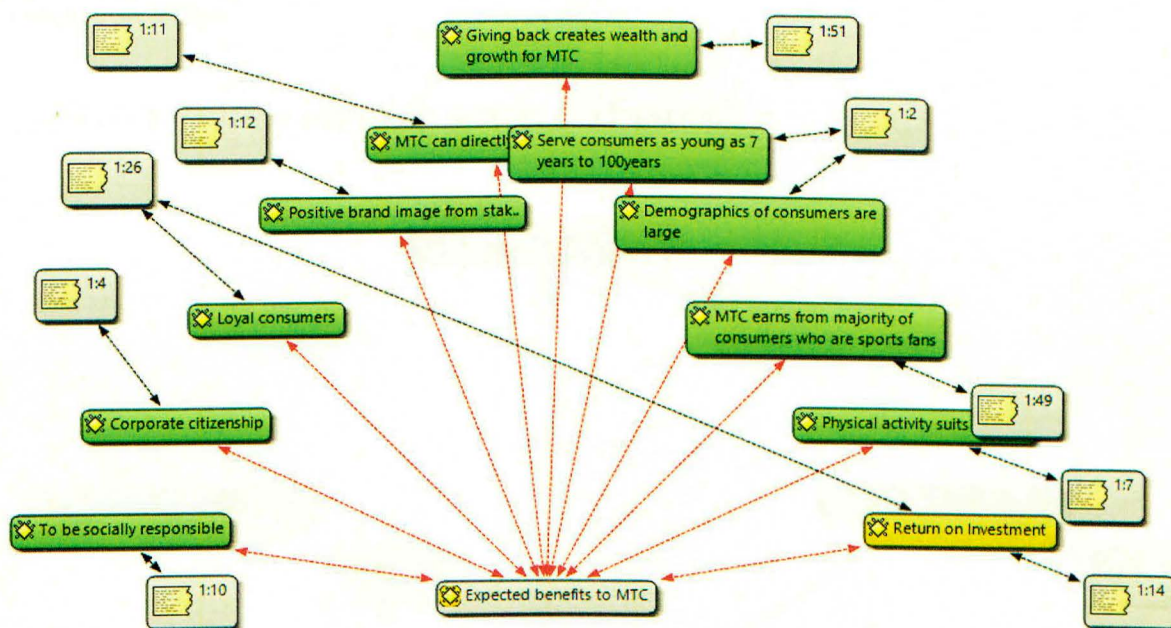 1:11
Giving back creates wealth and
growth for MTC
1:51
1:12
MTC can directly
Serve consumers as young as 7
years to 100years
1:2
1:26
Positive brand image from stak..
Demographics of consumers are
large
1:4
Loyal consumers
MTC earns from majority of
consumers who are sports fans
1:49
Corporate citizenship
Physical activity suits
1:7
To be socially responsible
Return on Investment
1:10
Expected benefits to MTC
1:14